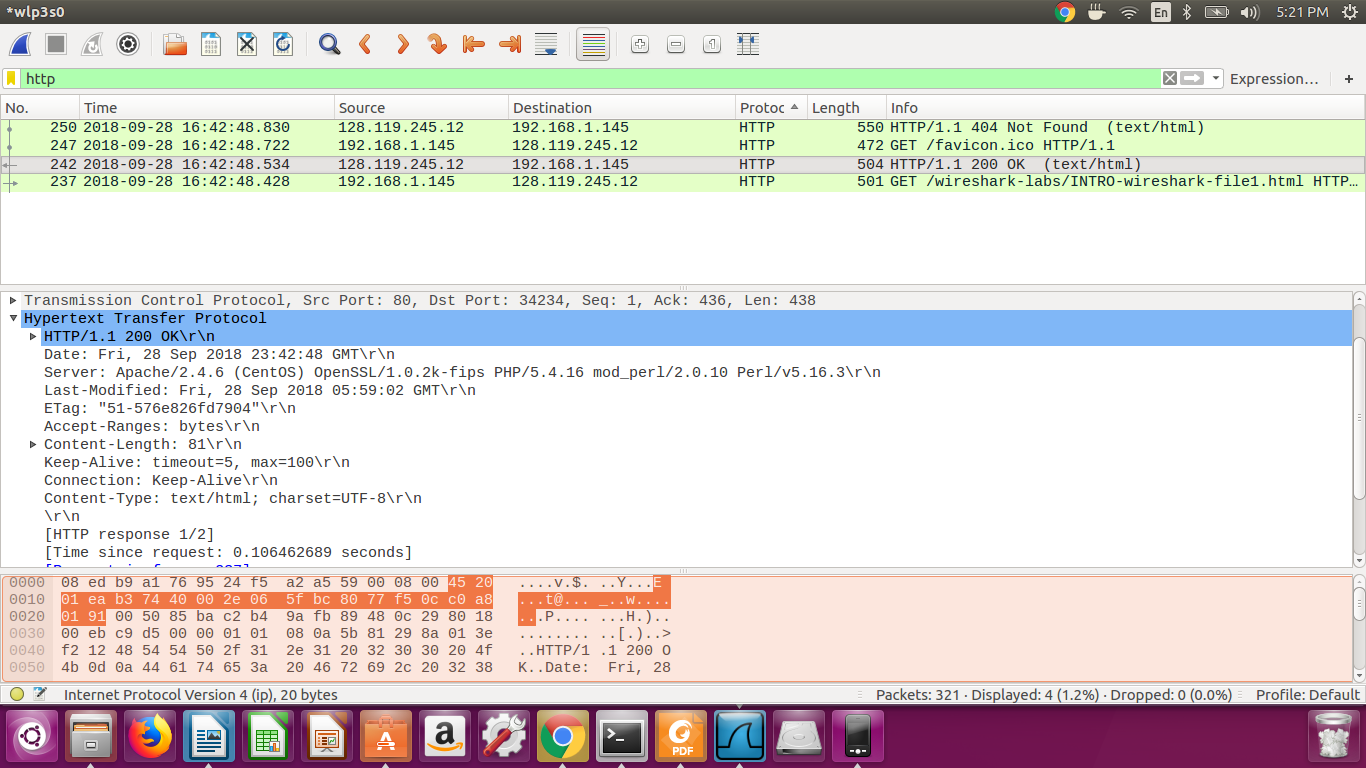 *wlp3s0 En 5:21 PM
http Expression… +
No. Time Source Destination Protoc Length Info
250 2018-09-28 16:42:48.830 128.119.245.12 192.168.1.145 HTTP 550 HTTP/1.1 404 Not Found (text/html)
247 2018-09-28 16:42:48.722 192.168.1.145 128.119.245.12 HTTP 472 GET /favicon.ico HTTP/1.1
242 2018-09-28 16:42:48.534 128.119.245.12 192.168.1.145 HTTP 504 HTTP/1.1 200 OK (text/html)
237 2018-09-28 16:42:48.428 192.168.1.145 128.119.245.12 HTTP 501 GET /wireshark-labs/INTRO-wireshark-file1.html HTTP…
Transmission Control Protocol, Src Port: 80, Dst Port: 34234, Seq: 1, Ack: 436, Len: 438
Hypertext Transfer Protocol
HTTP/1.1 200 OK\r\n
Date: Fri, 28 Sep 2018 23:42:48 GMT\r\n
Server: Apache/2.4.6 (CentOS) OpenSSL/1.0.2k-fips PHP/5.4.16 mod_perl/2.0.10 Perl/v5.16.3\r\n
Last-Modified: Fri, 28 Sep 2018 05:59:02 GMT\r\n
ETag: "51-576e826fd7904"\r\n
Accept-Ranges: bytes\r\n
Content-Length: 81\r\n
Keep-Alive: timeout=5, max=100\r\n
Connection: Keep-Alive\r\n
Content-Type: text/html; charset=UTF-8\r\n
\r\n
[HTTP response 1/2]
[Time since request: 0.106462689 seconds]
0000 08 ed b9 a1 76 95 24 f5 a2 a5 59 00 08 00 45 20 ....v.$. ..Y...E
0010 01 ea b3 74 40 00 2e 06 5f bc 80 77 f5 0c c0 a8 ...t@... _..w....
0020 01 91 00 50 85 ba c2 b4 9a fb 89 48 0c 29 80 18 ...P.... ...H.)..
0030 00 eb c9 d5 00 00 01 01 08 0a 5b 81 29 8a 01 3e ........ ..[.)..>
0040 f2 12 48 54 54 50 2f 31 2e 31 20 32 30 30 20 4f ..HTTP/1 .1 200 O
0050 4b 0d 0a 44 61 74 65 3a 20 46 72 69 2c 20 32 38 K..Date: Fri, 28
Internet Protocol Version 4 (ip), 20 bytes Packets: 321 · Displayed: 4 (1.2%) · Dropped: 0 (0.0%) Profile: Default
A a >_ PDF